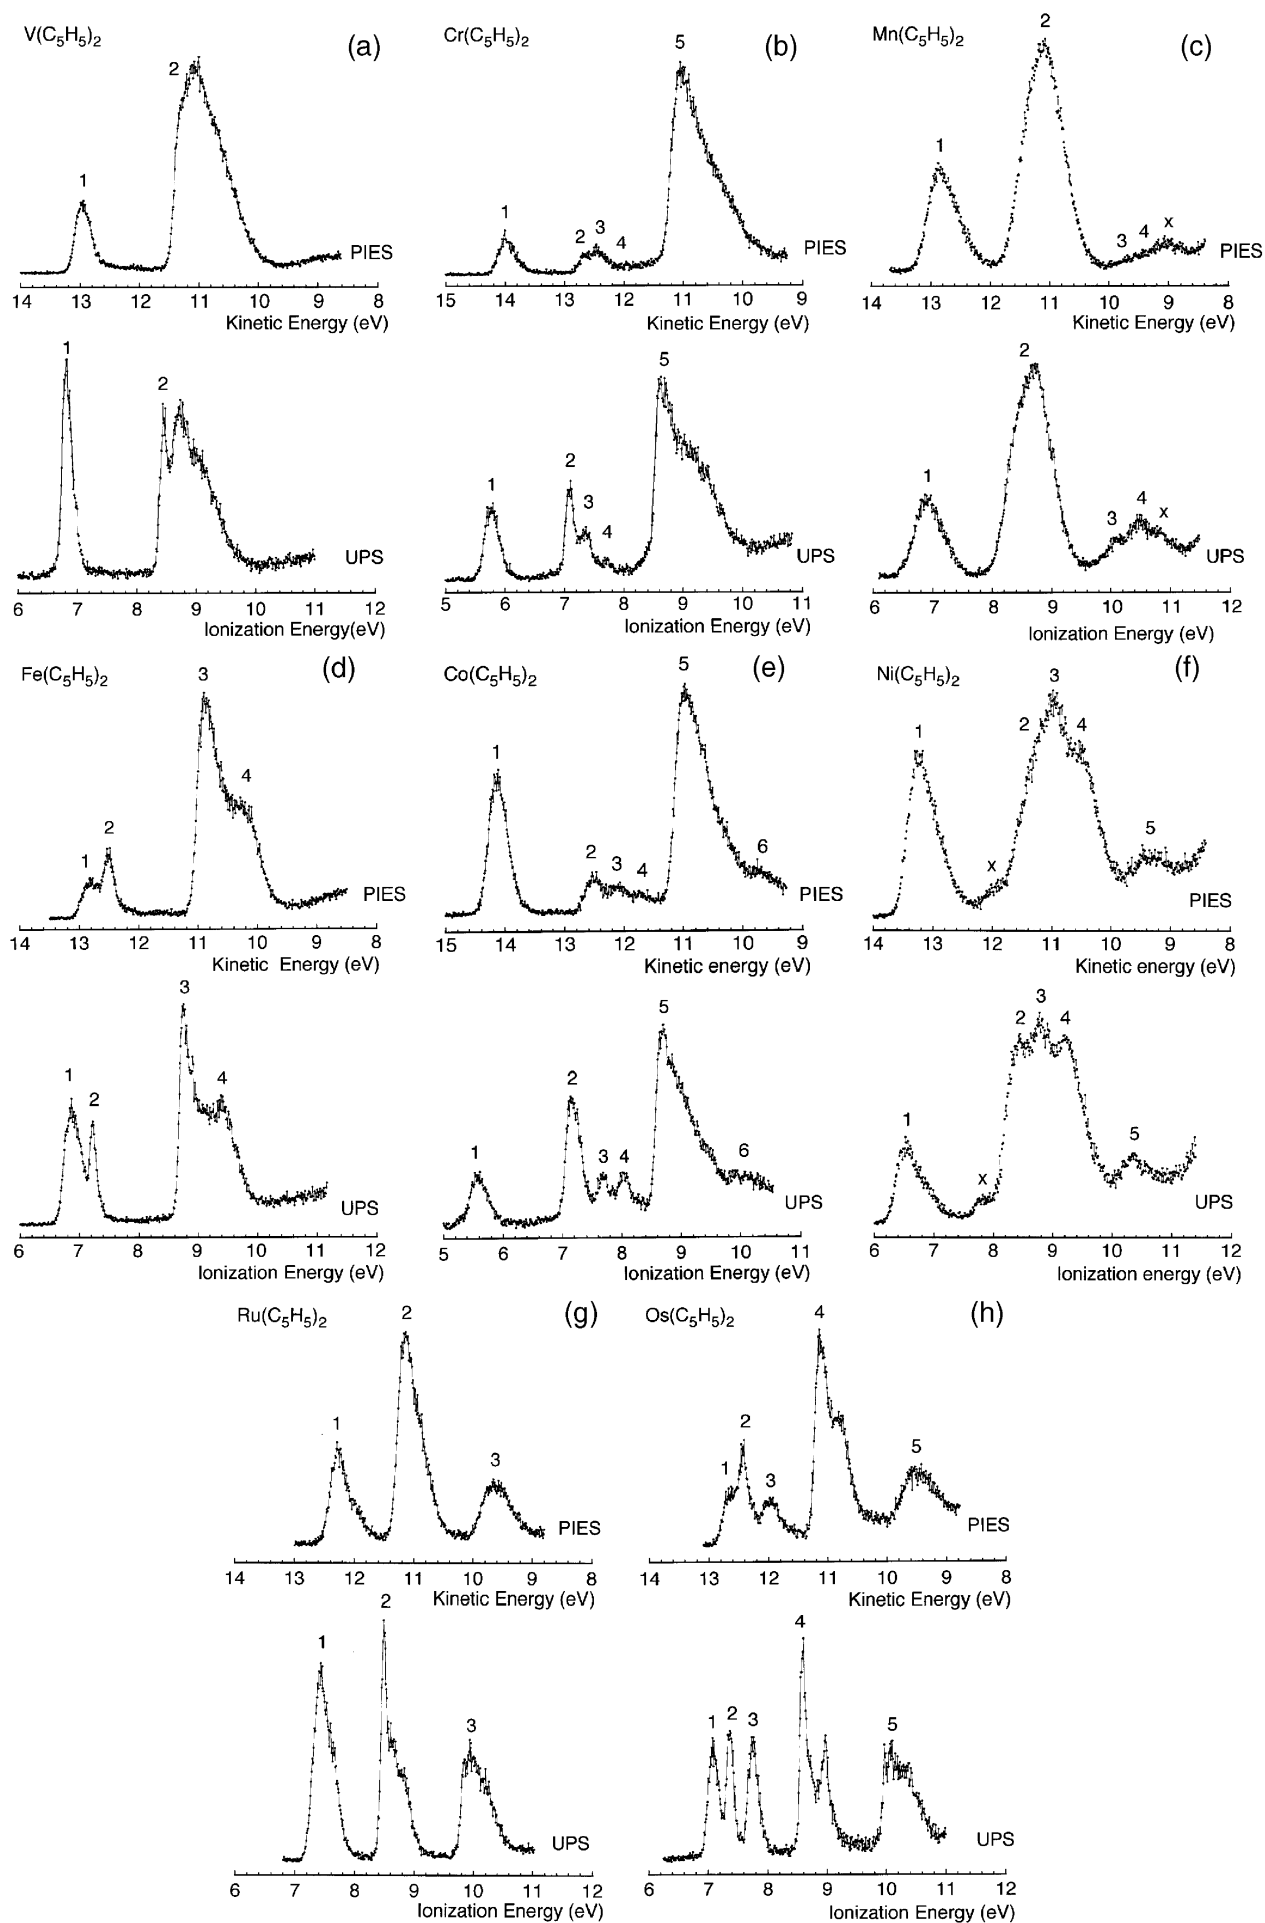 V(C5H5)2 (a)
2
1
PIES
14 13 12 11 10 9 8
Kinetic Energy (eV)
1
2
UPS
6 7 8 9 10 11 12
Ionization Energy(eV)
Cr(C5H5)2 (b)
5
1 2 3 4
PIES
15 14 13 12 11 10 9
Kinetic Energy (eV)
5
1 2 3 4
UPS
5 6 7 8 9 10 11
Ionization Energy (eV)
Mn(C5H5)2 (c)
2
1
3 4 x
PIES
14 13 12 11 10 9 8
Kinetic Energy (eV)
2
1
3 4 x
UPS
6 7 8 9 10 11 12
Ionization Energy (eV)
Fe(C5H5)2 (d)
3
4
1 2
PIES
14 13 12 11 10 9 8
Kinetic Energy (eV)
3
1 2 4
UPS
6 7 8 9 10 11 12
Ionization Energy (eV)
Co(C5H5)2 (e)
5
1
2 3 4 6
PIES
15 14 13 12 11 10 9
Kinetic energy (eV)
5
2
1 3 4 6
UPS
5 6 7 8 9 10 11
Ionization Energy (eV)
Ni(C5H5)2 (f)
3
1 2 4
x 5
PIES
14 13 12 11 10 9 8
Kinetic energy (eV)
3
2 4
1 x 5
UPS
6 7 8 9 10 11 12
Ionization energy (eV)
Ru(C5H5)2 (g)
2
1
3
PIES
14 13 12 11 10 9 8
Kinetic Energy (eV)
2
1
3
UPS
6 7 8 9 10 11 12
Ionization Energy (eV)
Os(C5H5)2 (h)
4
2
1 3 5
PIES
14 13 12 11 10 9 8
Kinetic Energy (eV)
4
1 2 3 5
UPS
6 7 8 9 10 11 12
Ionization Energy (eV)